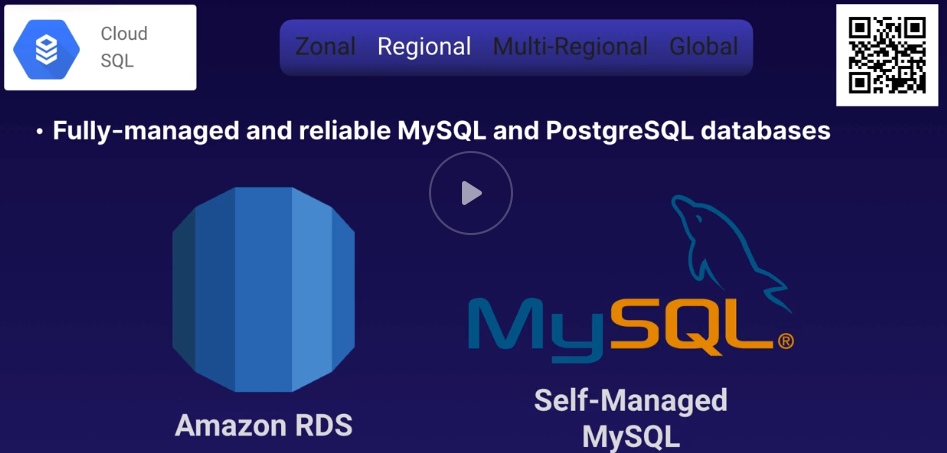 Cloud
SQL
Zonal Regional Multi-Regional Global
• Fully-managed and reliable MySQL and PostgreSQL databases
MySQL®
Amazon RDS
Self-Managed
MySQL